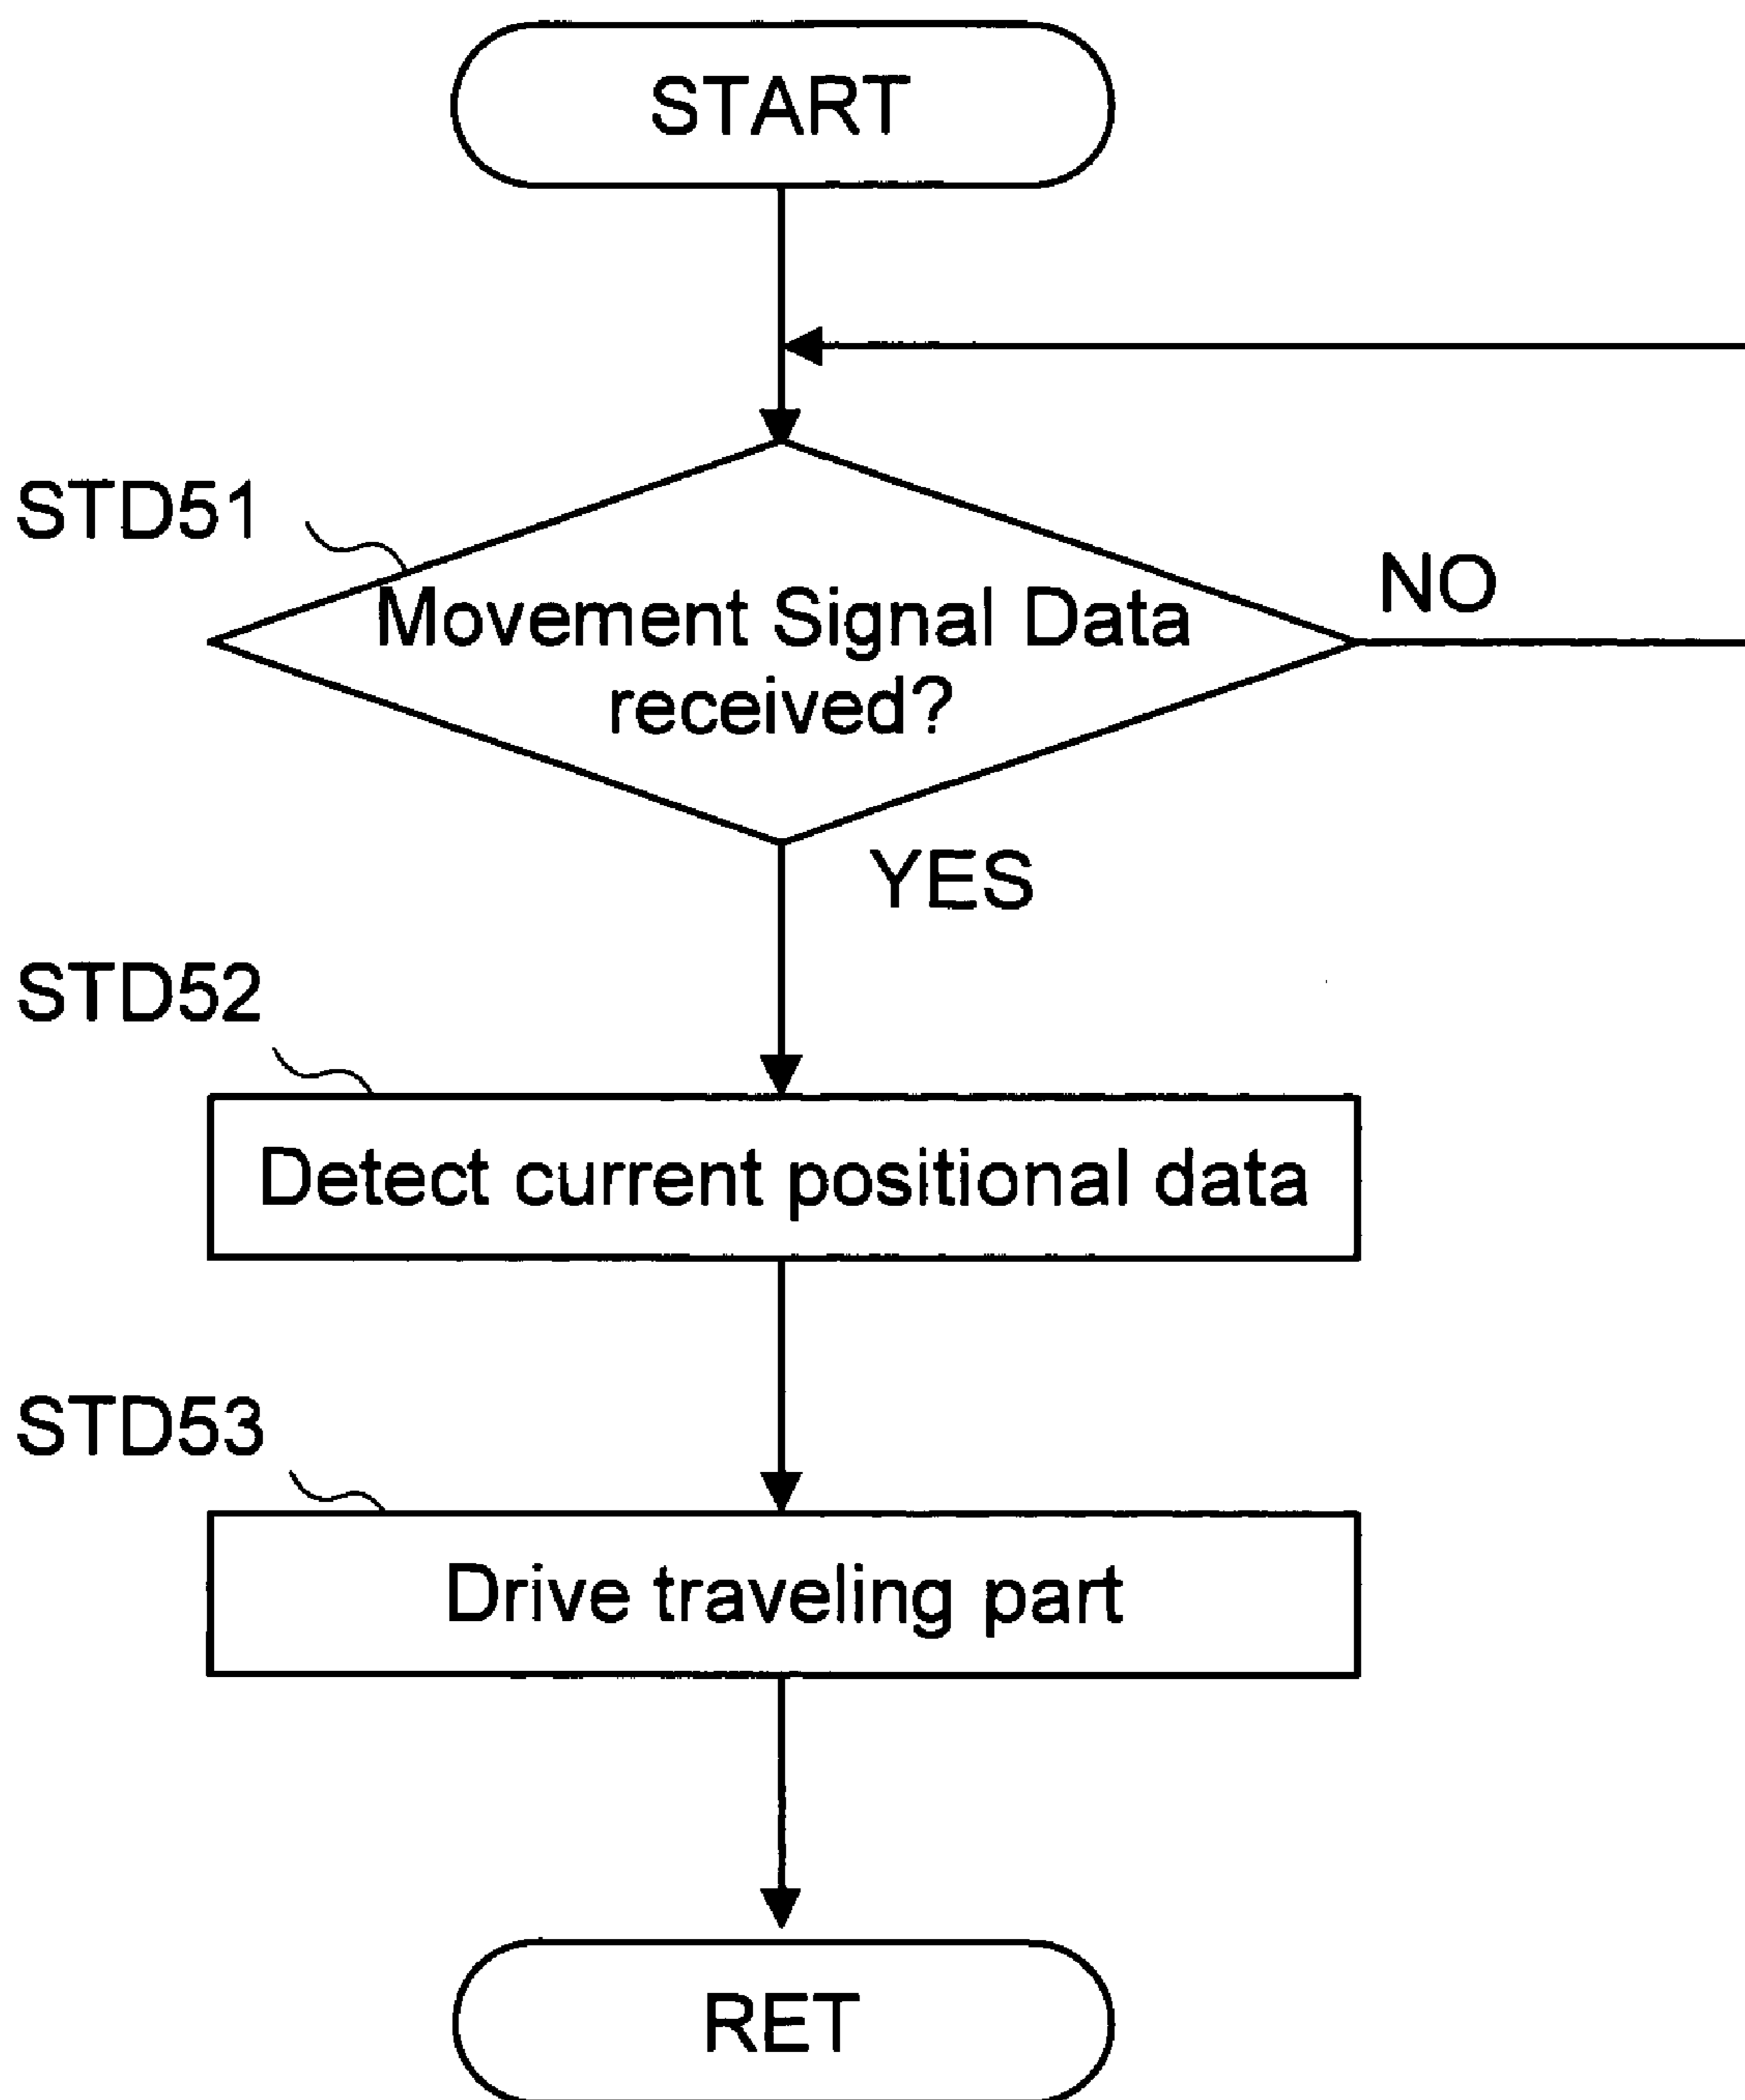 START
STD51
Movement Signal Data
received?
NO
YES
STD52
Detect current positional data
STD53
Drive traveling part
RET